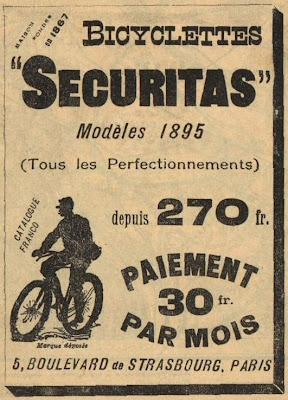 MAISON
FONDÉE
EN 1867
BICYCLETTES
"SECURITAS"
Modèles 1895
(Tous les Perfectionnements)
CATALOGUE
FRANCO
depuis 270 fr.
PAIEMENT
30 fr.
PAR MOIS
Marque déposée
5, BOULEVARD de STRASBOURG, PARIS